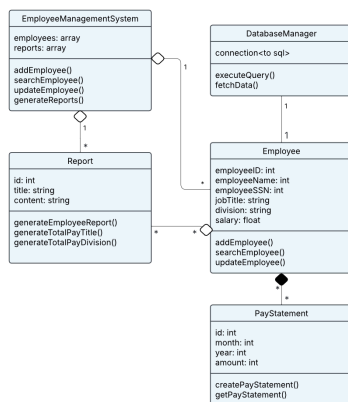 EmployeeManagementSystem
employees: array
reports: array
addEmployee()
searchEmployee()
updateEmployee()
generateReports()
DatabaseManager
connection<to sql>
executeQuery()
fetchData()
1
1
1
*
1
*
Report
id: int
title: string
content: string
generateEmployeeReport()
generateTotalPayTitle()
generateTotalPayDivision()
*
*
Employee
employeeID: int
employeeName: int
employeeSSN: int
jobTitle: string
division: string
salary: float
addEmployee()
searchEmployee()
updateEmployee()
*
*
PayStatement
id: int
month: int
year: int
amount: int
createPayStatement()
getPayStatement()